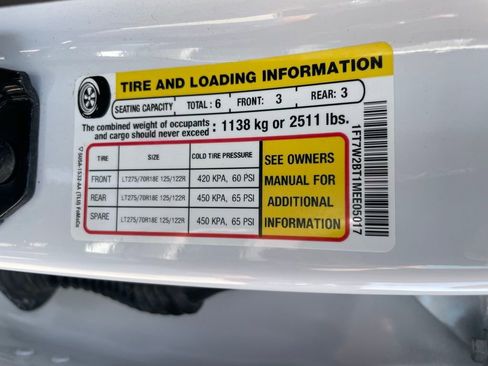 TIRE AND LOADING INFORMATION
SEATING CAPACITY TOTAL : 6 FRONT: 3 REAR: 3
The combined weight of occupants
and cargo should never exceed : 1138 kg or 2511 lbs.
TIRE SIZE COLD TIRE PRESSURE
FRONT LT275/70R18E 125/122R 420 KPA, 60 PSI
REAR LT275/70R18E 125/122R 450 KPA, 65 PSI
SPARE LT275/70R18E 125/122R 450 KPA, 65 PSI
SEE OWNERS
MANUAL FOR
ADDITIONAL
INFORMATION
1FT7W2BT1MEE05017